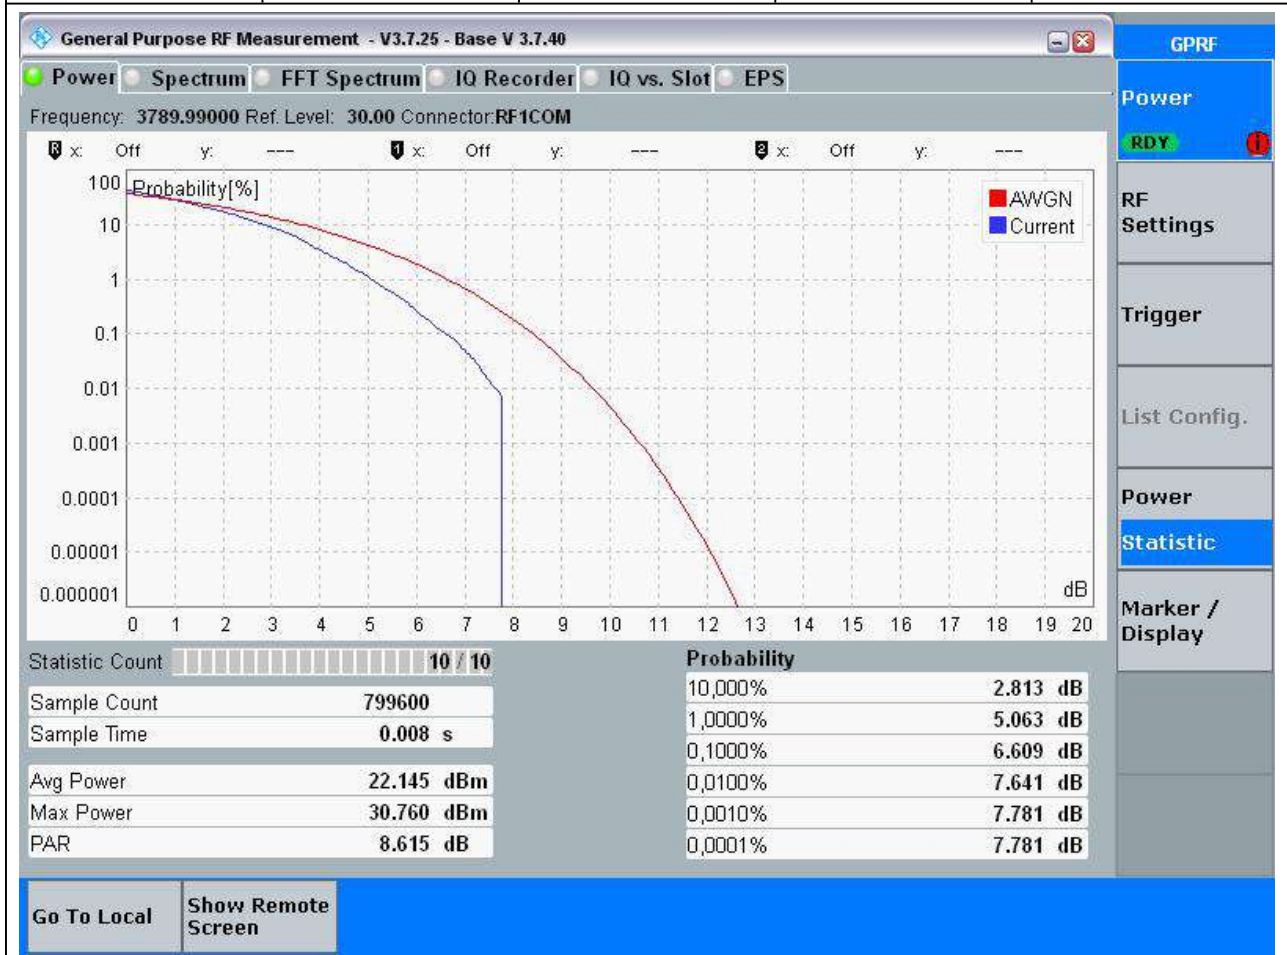 General Purpose RF Measurement - V3.7.25 - Base V 3.7.40
GPRF
Power Spectrum FFT Spectrum IQ Recorder IQ vs. Slot EPS
Frequency: 3789.99000 Ref. Level: 30.00 Connector:RF1COM
R x: Off y: --- 1 x: Off y: --- 2 x: Off y: ---
Probability[%]
AWGN
Current
100
10
1
0.1
0.01
0.001
0.0001
0.00001
0.000001
dB
0 1 2 3 4 5 6 7 8 9 10 11 12 13 14 15 16 17 18 19 20
Statistic Count 10 / 10
Sample Count 799600
Sample Time 0.008 s
Avg Power 22.145 dBm
Max Power 30.760 dBm
PAR 8.615 dB
Probability
10,000% 2.813 dB
1,0000% 5.063 dB
0,1000% 6.609 dB
0,0100% 7.641 dB
0,0010% 7.781 dB
0,0001% 7.781 dB
Power
RDY
RF
Settings
Trigger
List Config.
Power
Statistic
Marker /
Display
Go To Local
Show Remote
Screen